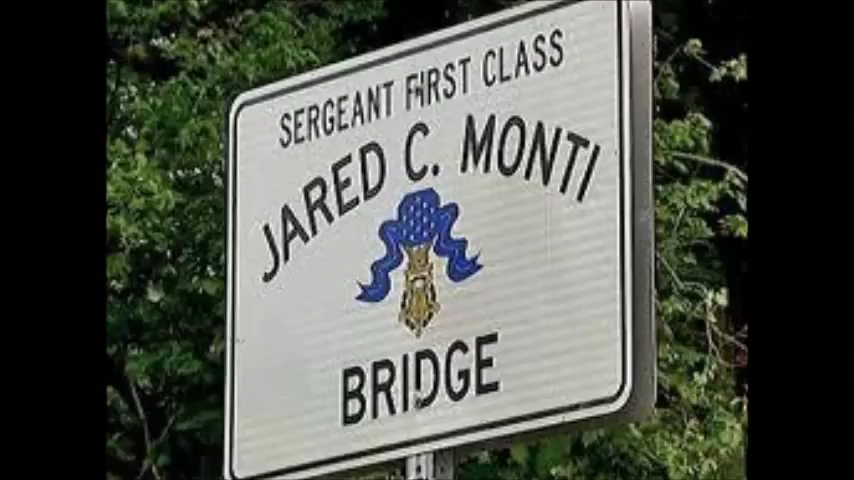 SERGEANT FIRST CLASS
JARED C. MONTI
BRIDGE